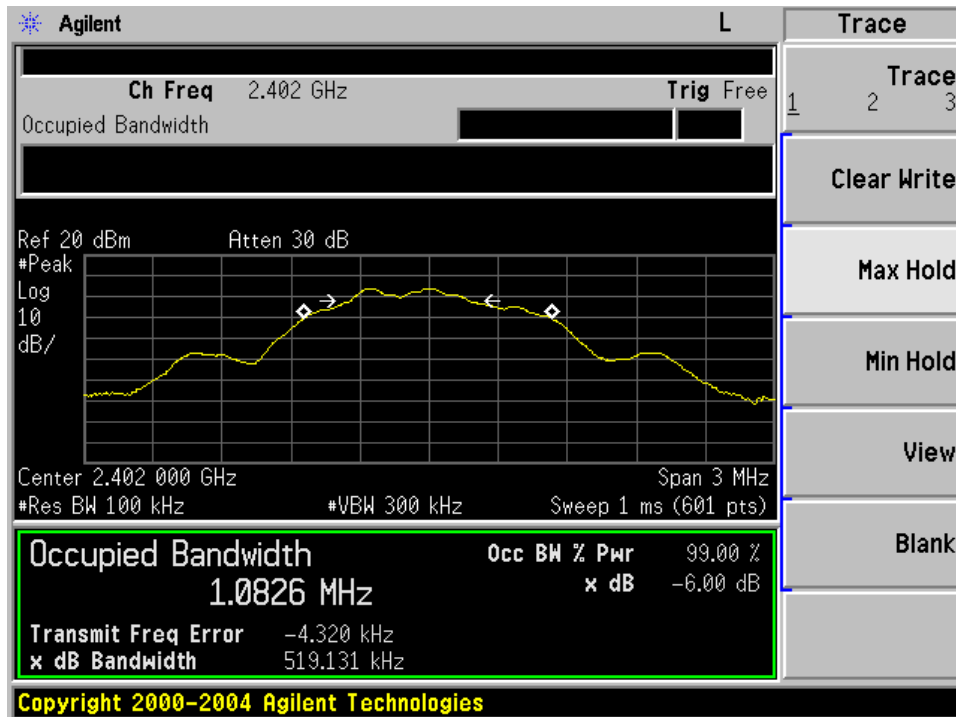 Agilent L Trace
Ch Freq 2.402 GHz Trig Free
Occupied Bandwidth
Trace
1 2 3
Clear Write
Max Hold
Min Hold
View
Blank
Ref 20 dBm Atten 30 dB
#Peak
Log
10
dB/
Center 2.402 000 GHz Span 3 MHz
#Res BW 100 kHz #VBW 300 kHz Sweep 1 ms (601 pts)
Occupied Bandwidth
1.0826 MHz
Occ BW % Pwr 99.00 %
x dB -6.00 dB
Transmit Freq Error -4.320 kHz
x dB Bandwidth 519.131 kHz
Copyright 2000-2004 Agilent Technologies